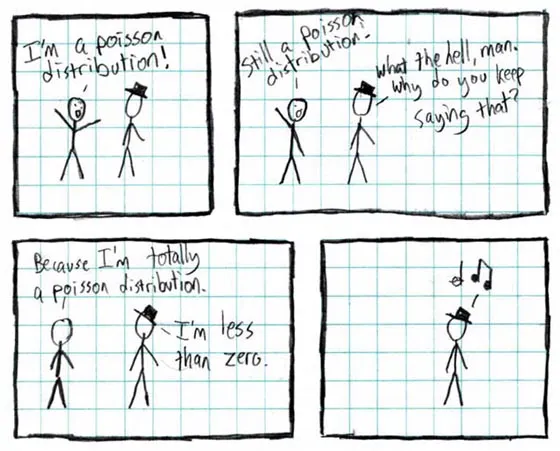 I'm a poisson
distribution!
Still a poisson
distribution.
What the hell, man.
Why do you keep
saying that?
Because I'm totally
a poisson distribution.
I'm less
than zero.